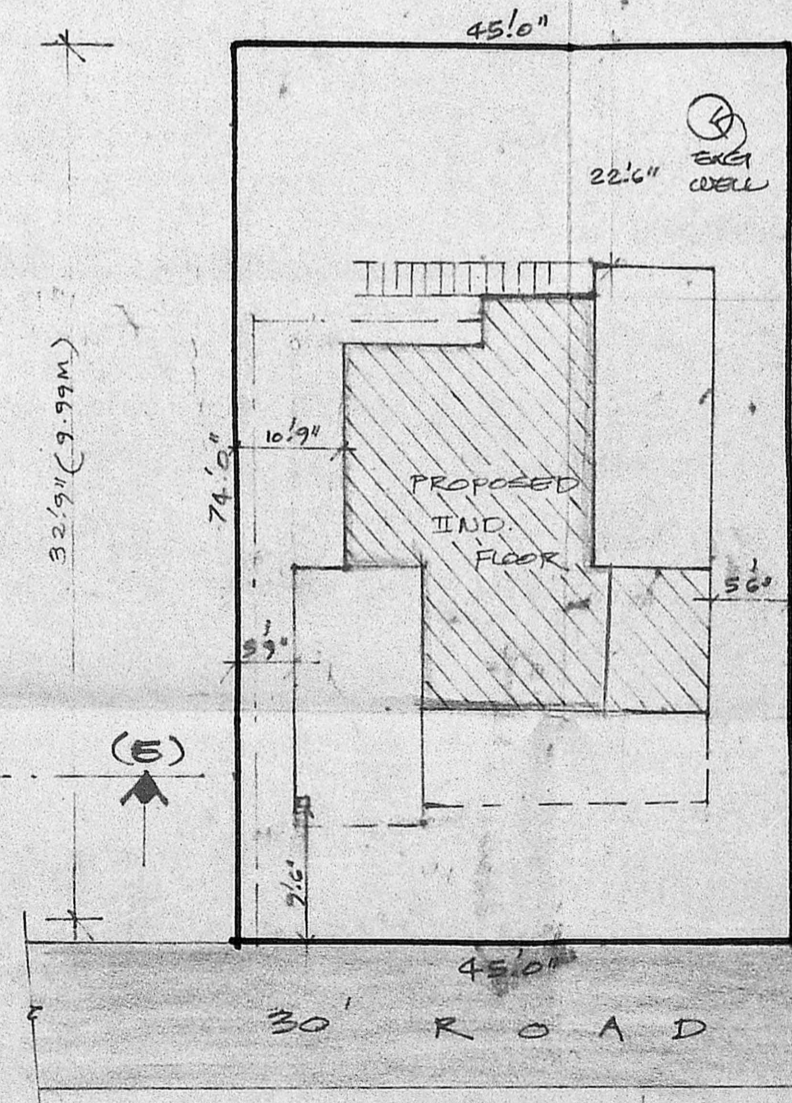 45'.0"
22'.6"
EXG
WELL
32'.9" (9.99M)
74'.0"
10'.9"
PROPOSED
IIND.
FLOOR
5'6"
5'9"
(E)
9'.6"
45'.0"
30' ROAD